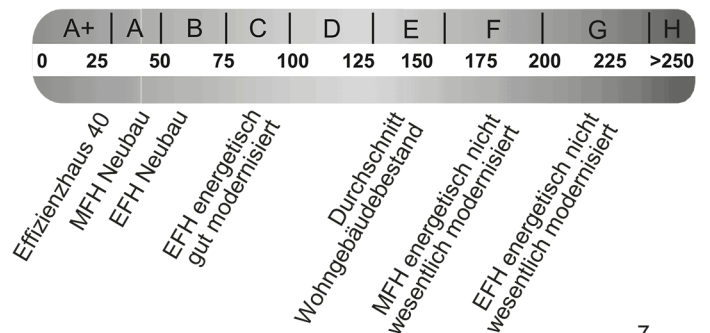 A+ A B C D E F G H
0 25 50 75 100 125 150 175 200 225 >250
Effizienzhaus 40
MFH Neubau
EFH Neubau
EFH energetisch
gut modernisiert
Durchschnitt
Wohngebäudebestand
MFH energetisch nicht
wesentlich modernisiert
EFH energetisch nicht
wesentlich modernisiert
7